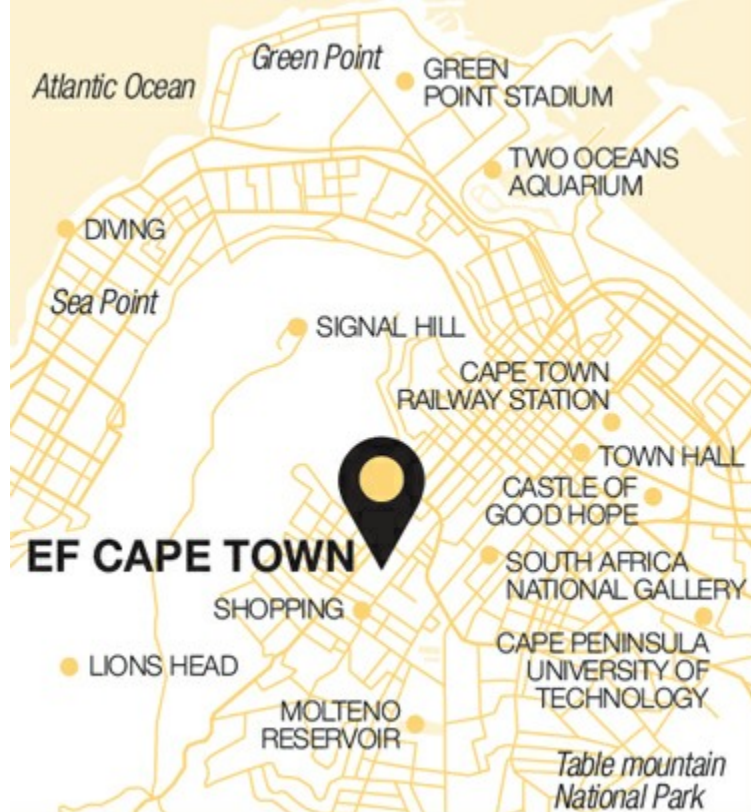 Green Point
Atlantic Ocean
GREEN
POINT STADIUM
TWO OCEANS
AQUARIUM
DIVING
Sea Point
SIGNAL HILL
CAPE TOWN
RAILWAY STATION
TOWN HALL
CASTLE OF
GOOD HOPE
EF CAPE TOWN
SOUTH AFRICA
NATIONAL GALLERY
SHOPPING
CAPE PENINSULA
UNIVERSITY OF
TECHNOLOGY
LIONS HEAD
MOLTENO
RESERVOIR
Table mountain
National Park